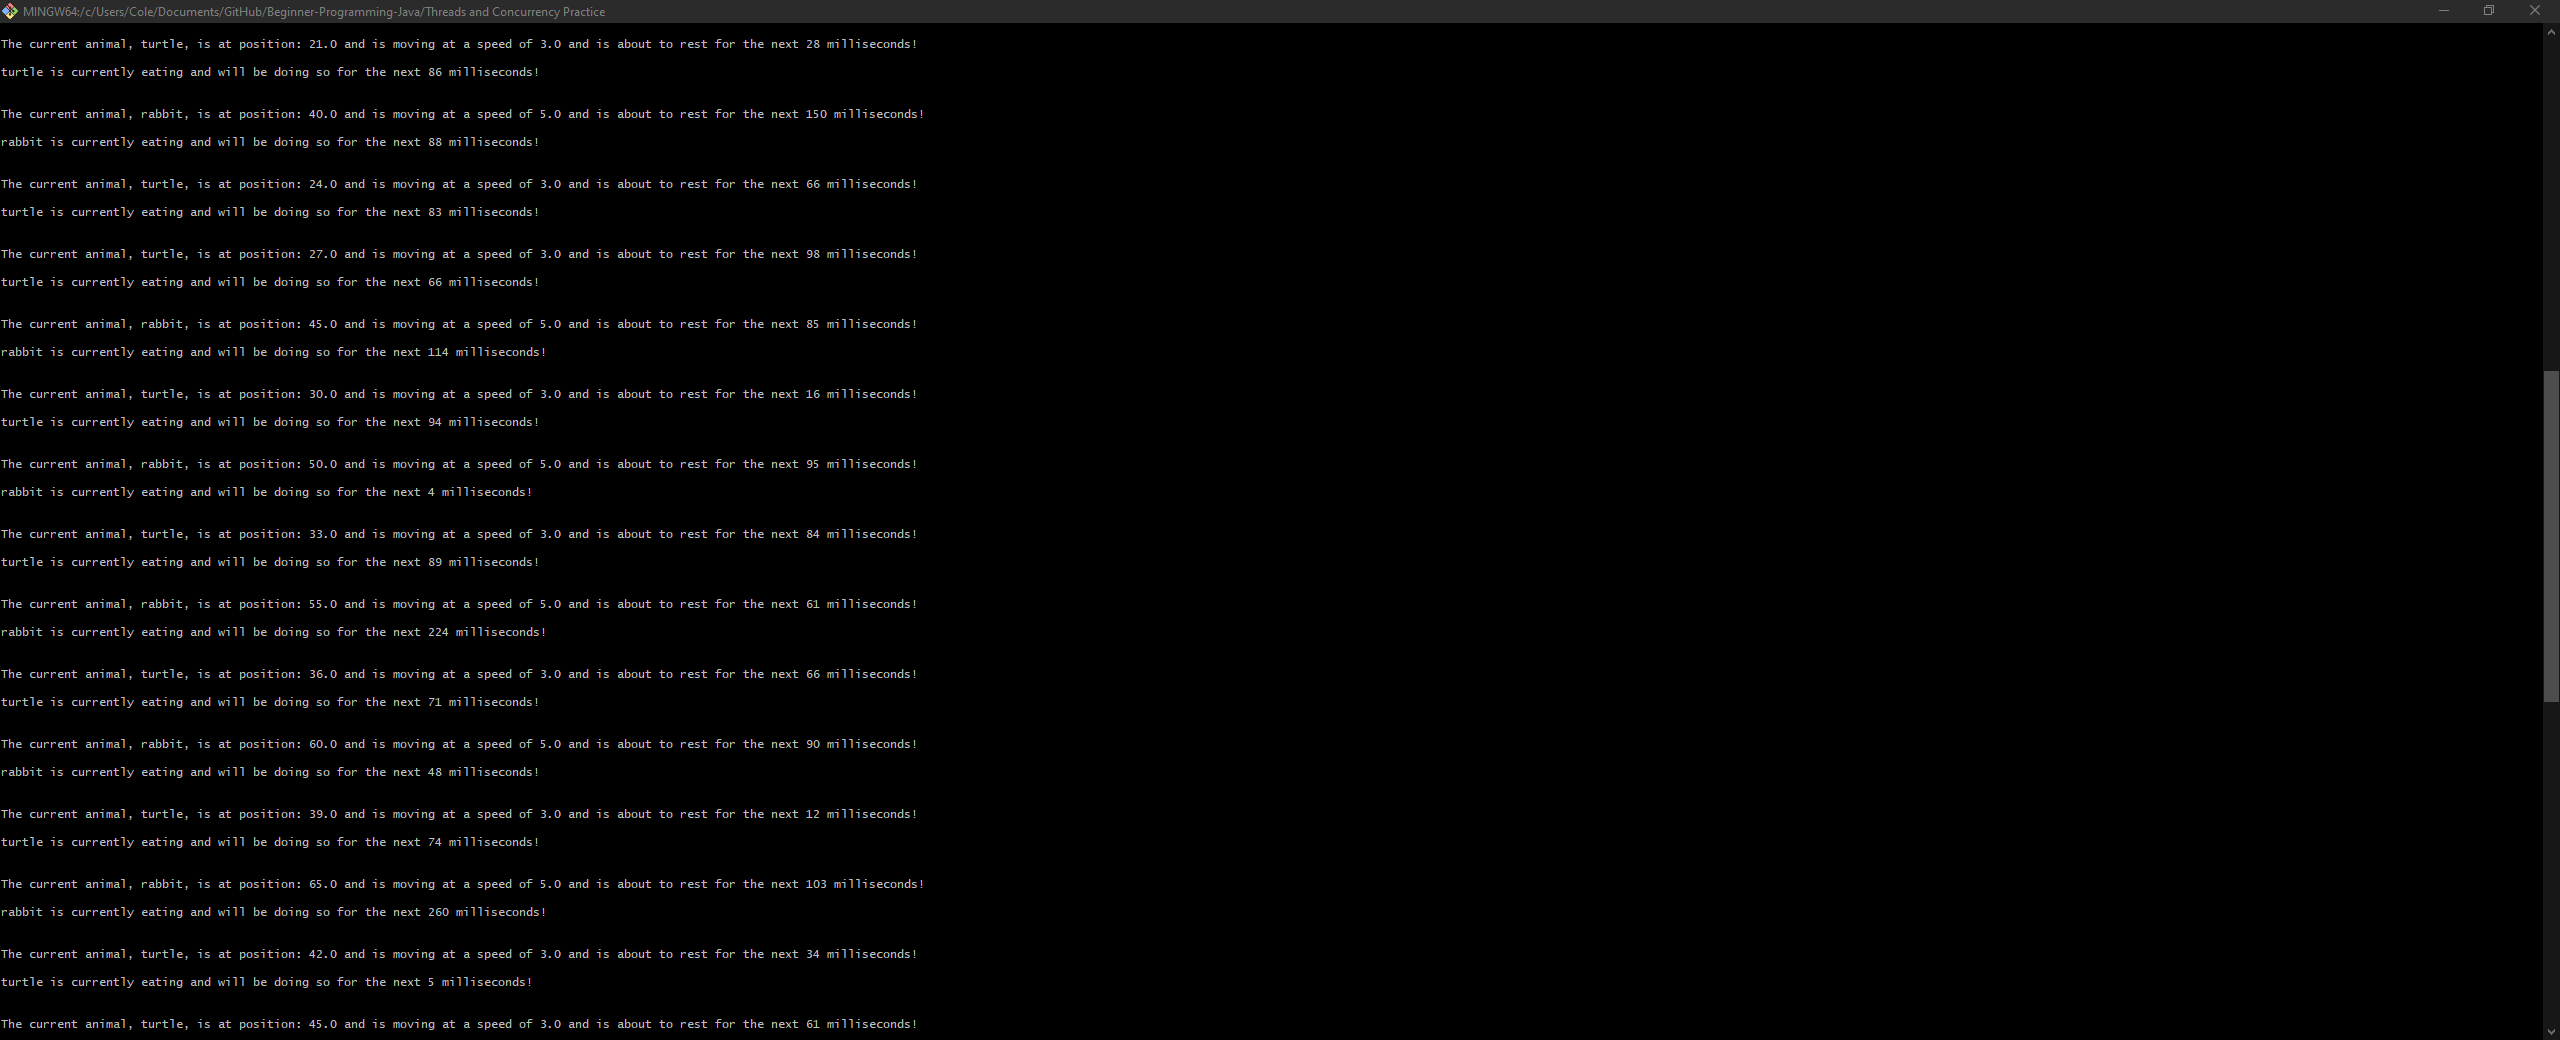 MINGW64:/c/Users/Cole/Documents/GitHub/Beginner-Programming-Java/Threads and Concurrency Practice
The current animal, turtle, is at position: 21.0 and is moving at a speed of 3.0 and is about to rest for the next 28 milliseconds!
turtle is currently eating and will be doing so for the next 86 milliseconds!
The current animal, rabbit, is at position: 40.0 and is moving at a speed of 5.0 and is about to rest for the next 150 milliseconds!
rabbit is currently eating and will be doing so for the next 88 milliseconds!
The current animal, turtle, is at position: 24.0 and is moving at a speed of 3.0 and is about to rest for the next 66 milliseconds!
turtle is currently eating and will be doing so for the next 83 milliseconds!
The current animal, turtle, is at position: 27.0 and is moving at a speed of 3.0 and is about to rest for the next 98 milliseconds!
turtle is currently eating and will be doing so for the next 66 milliseconds!
The current animal, rabbit, is at position: 45.0 and is moving at a speed of 5.0 and is about to rest for the next 85 milliseconds!
rabbit is currently eating and will be doing so for the next 114 milliseconds!
The current animal, turtle, is at position: 30.0 and is moving at a speed of 3.0 and is about to rest for the next 16 milliseconds!
turtle is currently eating and will be doing so for the next 94 milliseconds!
The current animal, rabbit, is at position: 50.0 and is moving at a speed of 5.0 and is about to rest for the next 95 milliseconds!
rabbit is currently eating and will be doing so for the next 4 milliseconds!
The current animal, turtle, is at position: 33.0 and is moving at a speed of 3.0 and is about to rest for the next 84 milliseconds!
turtle is currently eating and will be doing so for the next 89 milliseconds!
The current animal, rabbit, is at position: 55.0 and is moving at a speed of 5.0 and is about to rest for the next 61 milliseconds!
rabbit is currently eating and will be doing so for the next 224 milliseconds!
The current animal, turtle, is at position: 36.0 and is moving at a speed of 3.0 and is about to rest for the next 66 milliseconds!
turtle is currently eating and will be doing so for the next 71 milliseconds!
The current animal, rabbit, is at position: 60.0 and is moving at a speed of 5.0 and is about to rest for the next 90 milliseconds!
rabbit is currently eating and will be doing so for the next 48 milliseconds!
The current animal, turtle, is at position: 39.0 and is moving at a speed of 3.0 and is about to rest for the next 12 milliseconds!
turtle is currently eating and will be doing so for the next 74 milliseconds!
The current animal, rabbit, is at position: 65.0 and is moving at a speed of 5.0 and is about to rest for the next 103 milliseconds!
rabbit is currently eating and will be doing so for the next 260 milliseconds!
The current animal, turtle, is at position: 42.0 and is moving at a speed of 3.0 and is about to rest for the next 34 milliseconds!
turtle is currently eating and will be doing so for the next 5 milliseconds!
The current animal, turtle, is at position: 45.0 and is moving at a speed of 3.0 and is about to rest for the next 61 milliseconds!